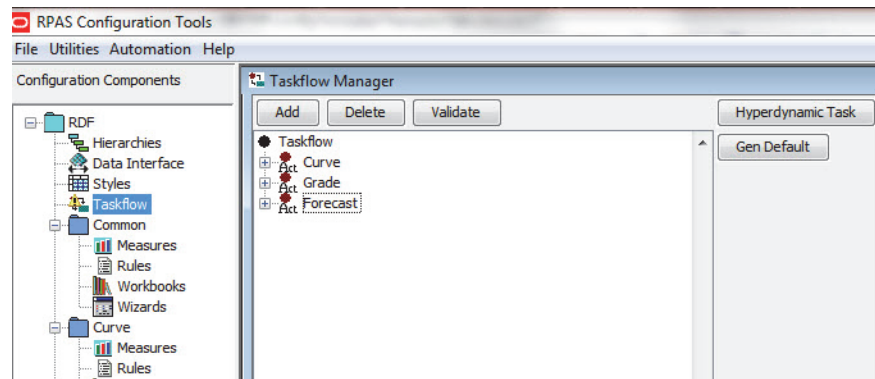 RPAS Configuration Tools
File Utilities Automation Help
Configuration Components
RDF
Hierarchies
Data Interface
Styles
Taskflow
Common
Measures
Rules
Workbooks
Wizards
Curve
Measures
Rules
Taskflow Manager
Add Delete Validate
Hyperdynamic Task
Gen Default
Taskflow
Act Curve
Act Grade
Act Forecast